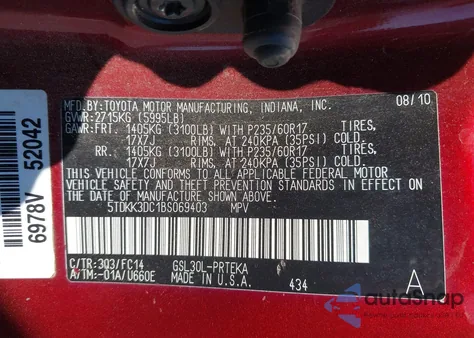 MFD.BY: TOYOTA MOTOR MANUFACTURING, INDIANA, INC.
GVWR: 2715KG (5995LB) 08/10
GAWR: FRT. 1405KG (3100LB) WITH P235/60R17 TIRES,
17X7J RIMS, AT 240KPA (35PSI) COLD.
RR. 1405KG (3100LB) WITH P235/60R17 TIRES,
17X7J RIMS, AT 240KPA (35PSI) COLD.
THIS VEHICLE CONFORMS TO ALL APPLICABLE FEDERAL MOTOR
VEHICLE SAFETY AND THEFT PREVENTION STANDARDS IN EFFECT
ON THE DATE OF MANUFACTURE SHOWN ABOVE.
5TDKK3DC1BS069403 MPV
C/TR: 3Q3/FC14 GSL30L-PRTEKA
A/TM:-01A/U660E MADE IN U.S.A. 434 A
6978V 52042
autosnap